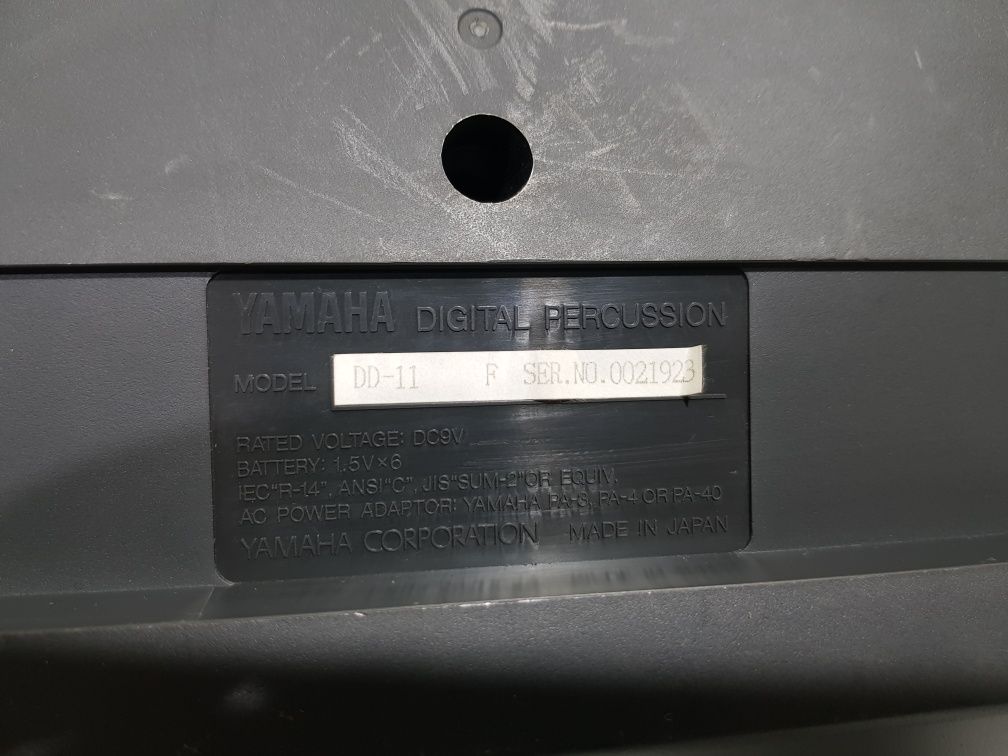 YAMAHA DIGITAL PERCUSSION
MODEL DD-11 F SER.NO.0021923
RATED VOLTAGE: DC9V
BATTERY: 1.5V×6
IEC"R-14", ANSI"C", JIS"SUM-2"OR EQUIV.
AC POWER ADAPTOR: YAMAHA PA-3, PA-4 OR PA-40
YAMAHA CORPORATION MADE IN JAPAN